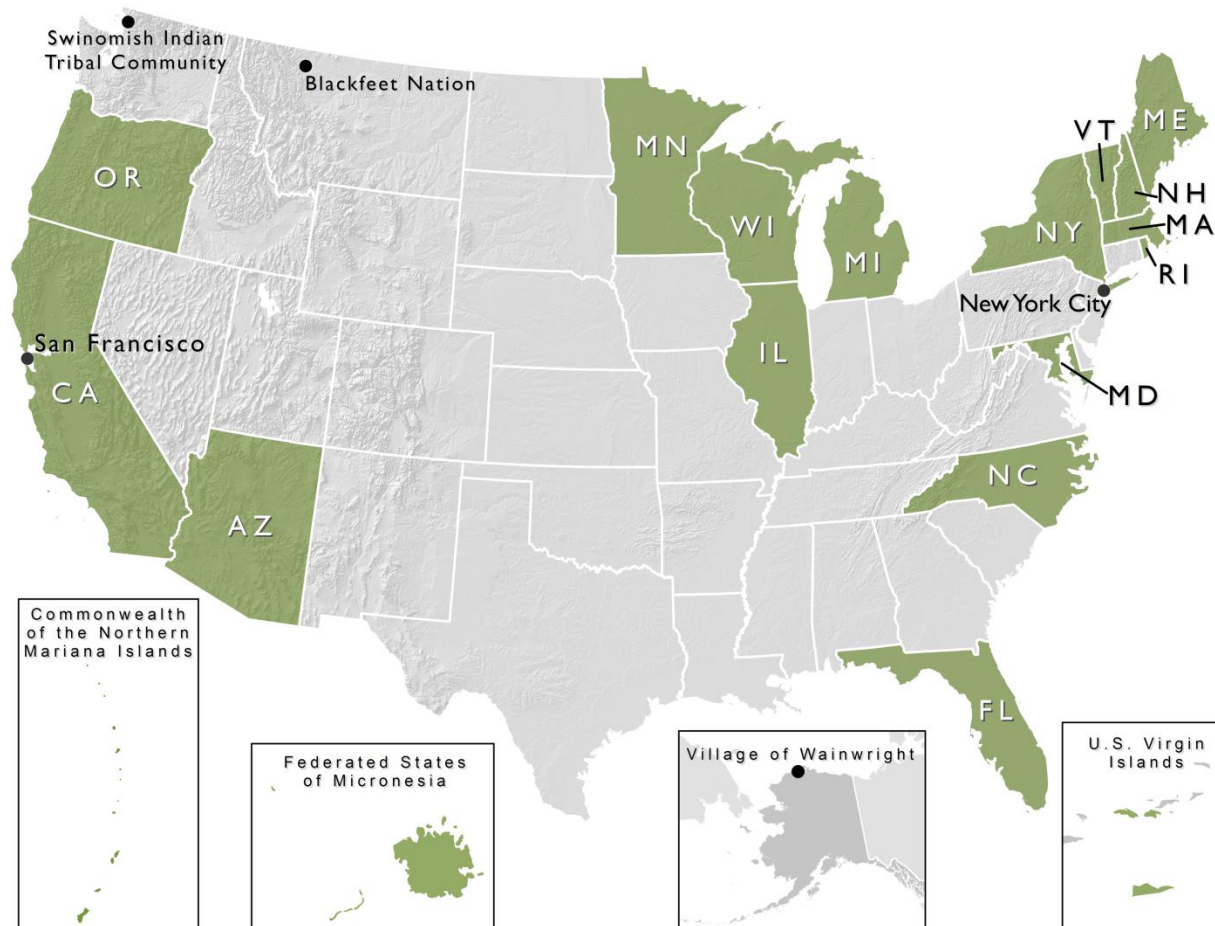 Swinomish Indian
Tribal Community
Blackfeet Nation
ME
VT
MN
OR
NH
WI
MA
NY
MI
RI
New York City
San Francisco
IL
CA
MD
NC
AZ
Commonwealth
of the Northern
Mariana Islands
FL
Federated States
of Micronesia
Village of Wainwright
U.S. Virgin
Islands